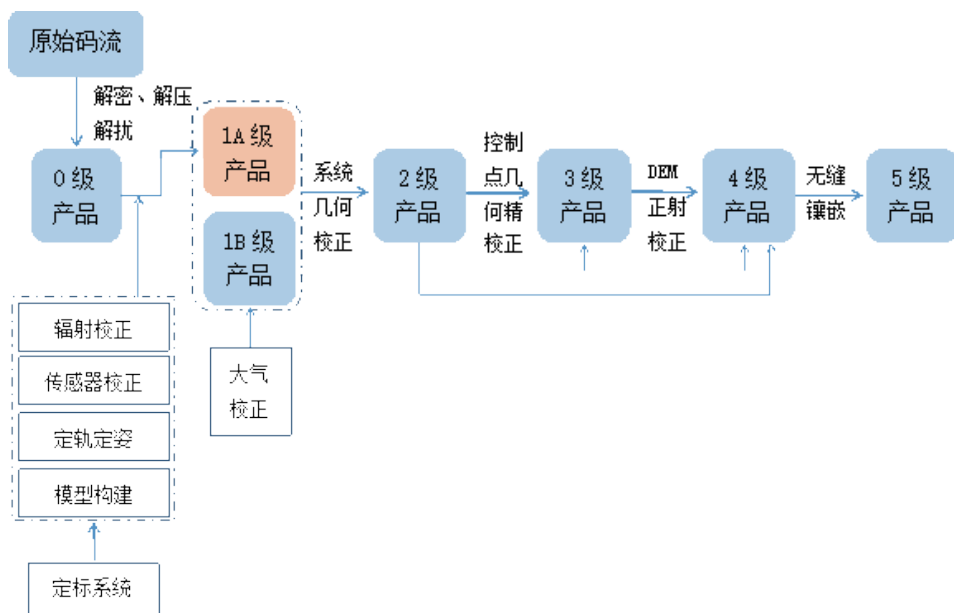 原始码流
解密、解压
解扰
0 级
产品
1A 级
产品
1B 级
产品
系统
几何
校正
2 级
产品
控制
点几
何精
校正
3 级
产品
DEM
正射
校正
4 级
产品
无缝
镶嵌
5 级
产品
辐射校正
传感器校正
定轨定姿
模型构建
大气
校正
定标系统